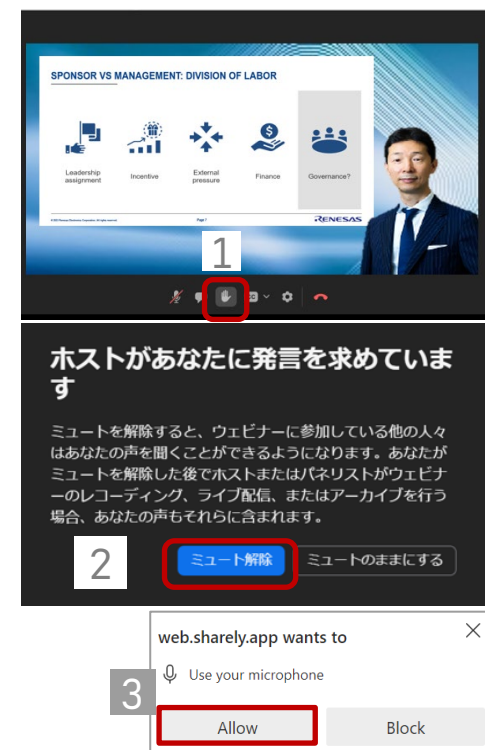 SPONSOR VS MANAGEMENT: DIVISION OF LABOR
Leadership assignment
Incentive
External pressure
Finance
Governance?
Page 7
RENESAS
1
ホストがあなたに発言を求めていま
す
ミュートを解除すると、ウェビナーに参加している他の人々
はあなたの声を聞くことができるようになります。あなたが
ミュートを解除した後でホストまたはパネリストがウェビナ
ーのレコーディング、ライブ配信、またはアーカイブを行う
場合、あなたの声もそれらに含まれます。
2
ミュート解除
ミュートのままにする
web.sharely.app wants to
3
Use your microphone
Allow
Block